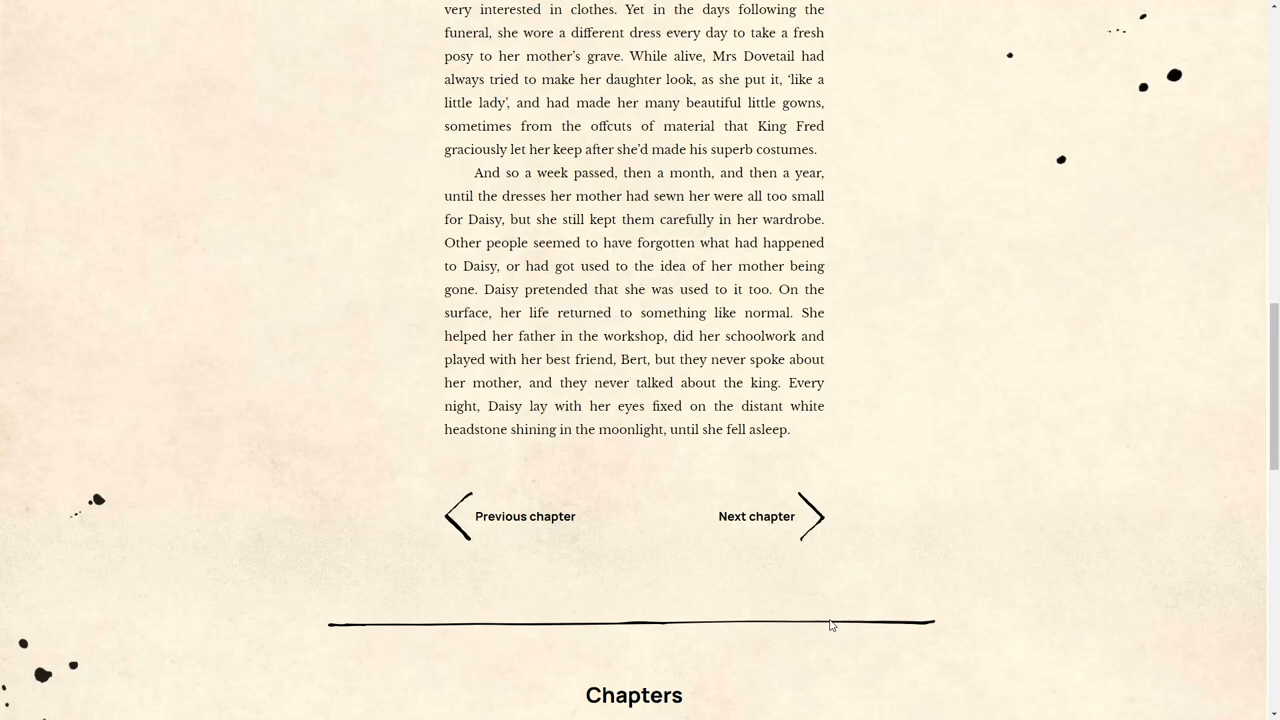 very interested in clothes. Yet in the days following the
funeral, she wore a different dress every day to take a fresh
posy to her mother’s grave. While alive, Mrs Dovetail had
always tried to make her daughter look, as she put it, ‘like a
little lady’, and had made her many beautiful little gowns,
sometimes from the offcuts of material that King Fred
graciously let her keep after she’d made his superb costumes.
And so a week passed, then a month, and then a year,
until the dresses her mother had sewn her were all too small
for Daisy, but she still kept them carefully in her wardrobe.
Other people seemed to have forgotten what had happened
to Daisy, or had got used to the idea of her mother being
gone. Daisy pretended that she was used to it too. On the
surface, her life returned to something like normal. She
helped her father in the workshop, did her schoolwork and
played with her best friend, Bert, but they never spoke about
her mother, and they never talked about the king. Every
night, Daisy lay with her eyes fixed on the distant white
headstone shining in the moonlight, until she fell asleep.
Previous chapter
Next chapter
Chapters